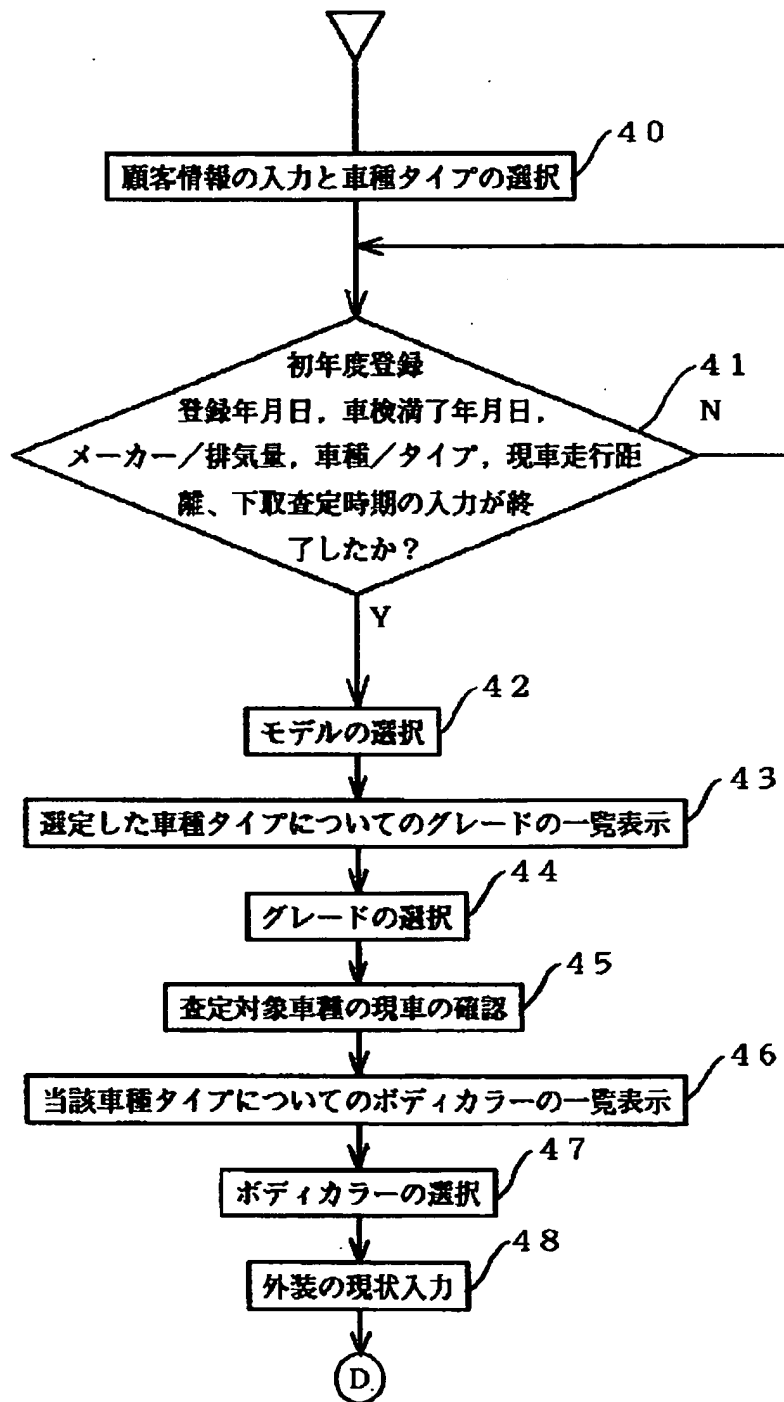 40
顧客情報の入力と車種タイプの選択
41
初年度登録
登録年月日，車検満了年月日，
メーカー／排気量，車種／タイプ，現車走行距
離、下取査定時期の入力が終
了したか？
N
Y
42
モデルの選択
43
選定した車種タイプについてのグレードの一覧表示
44
グレードの選択
45
査定対象車種の現車の確認
46
当該車種タイプについてのボディカラーの一覧表示
47
ボディカラーの選択
48
外装の現状入力
D